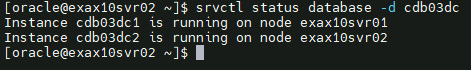 [oracle@exax10svr02 ~]$ srvctl status database -d cdb03dc
Instance cdb03dc1 is running on node exax10svr01
Instance cdb03dc2 is running on node exax10svr02
[oracle@exax10svr02 ~]$